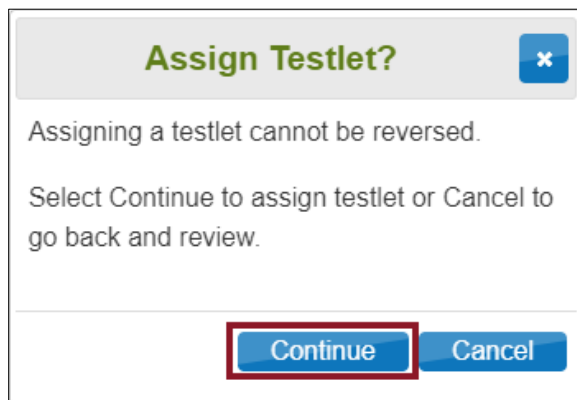 Assign Testlet?
Assigning a testlet cannot be reversed.
Select Continue to assign testlet or Cancel to
go back and review.
Continue Cancel